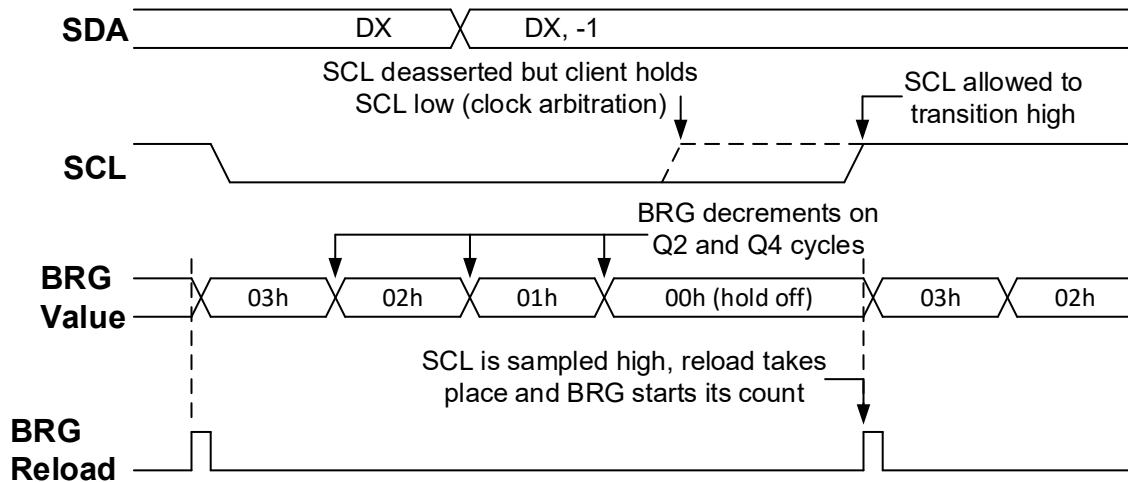 SDA
DX
DX, -1
SCL deasserted but client holds
SCL low (clock arbitration)
SCL allowed to
transition high
SCL
BRG decrements on
Q2 and Q4 cycles
BRG
Value
03h
02h
01h
00h (hold off)
03h
02h
SCL is sampled high, reload takes
place and BRG starts its count
BRG
Reload